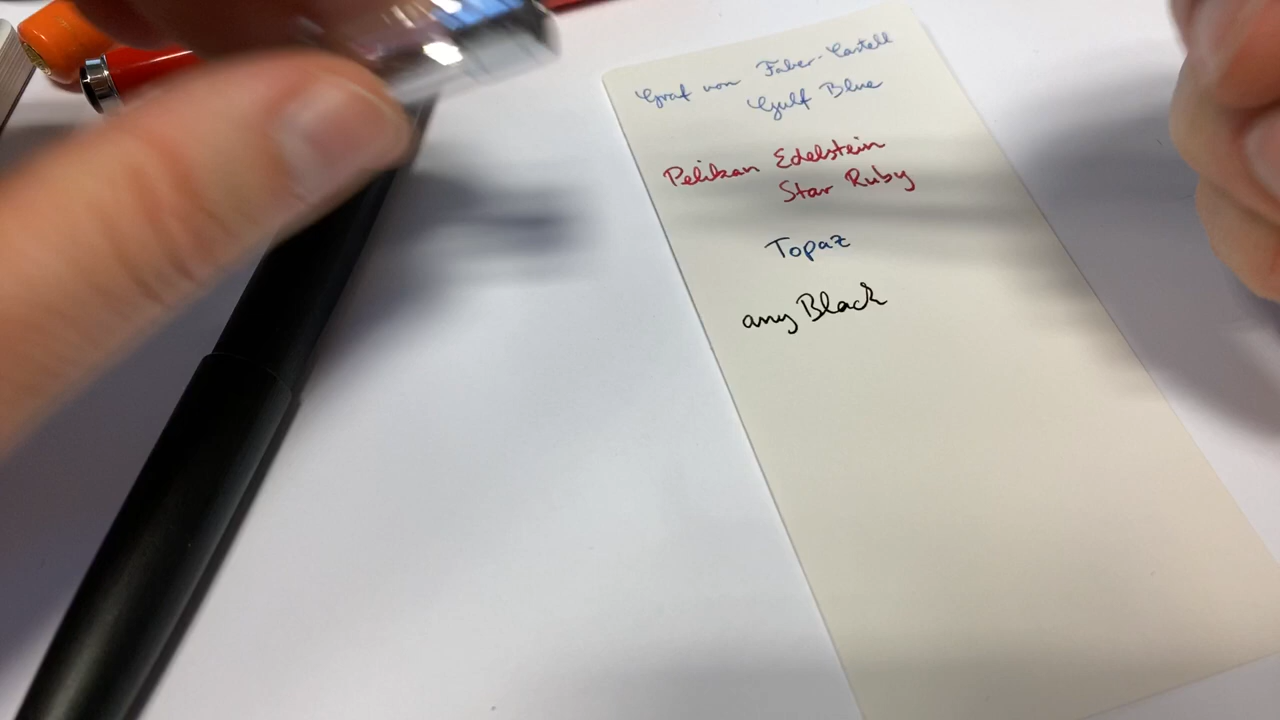 Graf von Faber-Castell
Gulf Blue
Pelikan Edelstein
Star Ruby
Topaz
any Black